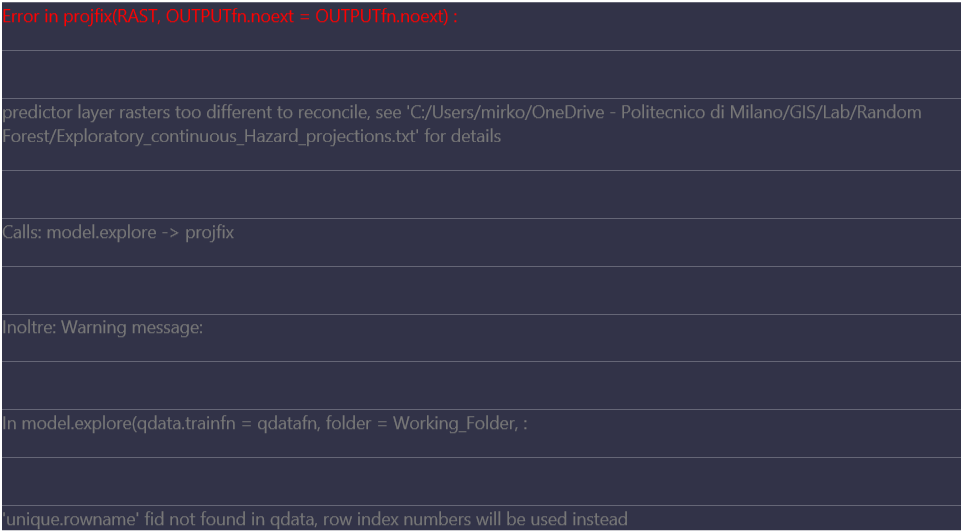 Error in projfix(RAST, OUTPUTfn.noext = OUTPUTfn.noext) :
predictor layer rasters too different to reconcile, see 'C:/Users/mirko/OneDrive - Politecnico di Milano/GIS/Lab/Random
Forest/Exploratory_continuous_Hazard_projections.txt' for details
Calls: model.explore -> projfix
Inoltre: Warning message:
In model.explore(qdata.trainfn = qdatafn, folder = Working_Folder, :
'unique.rowname' fid not found in qdata, row index numbers will be used instead